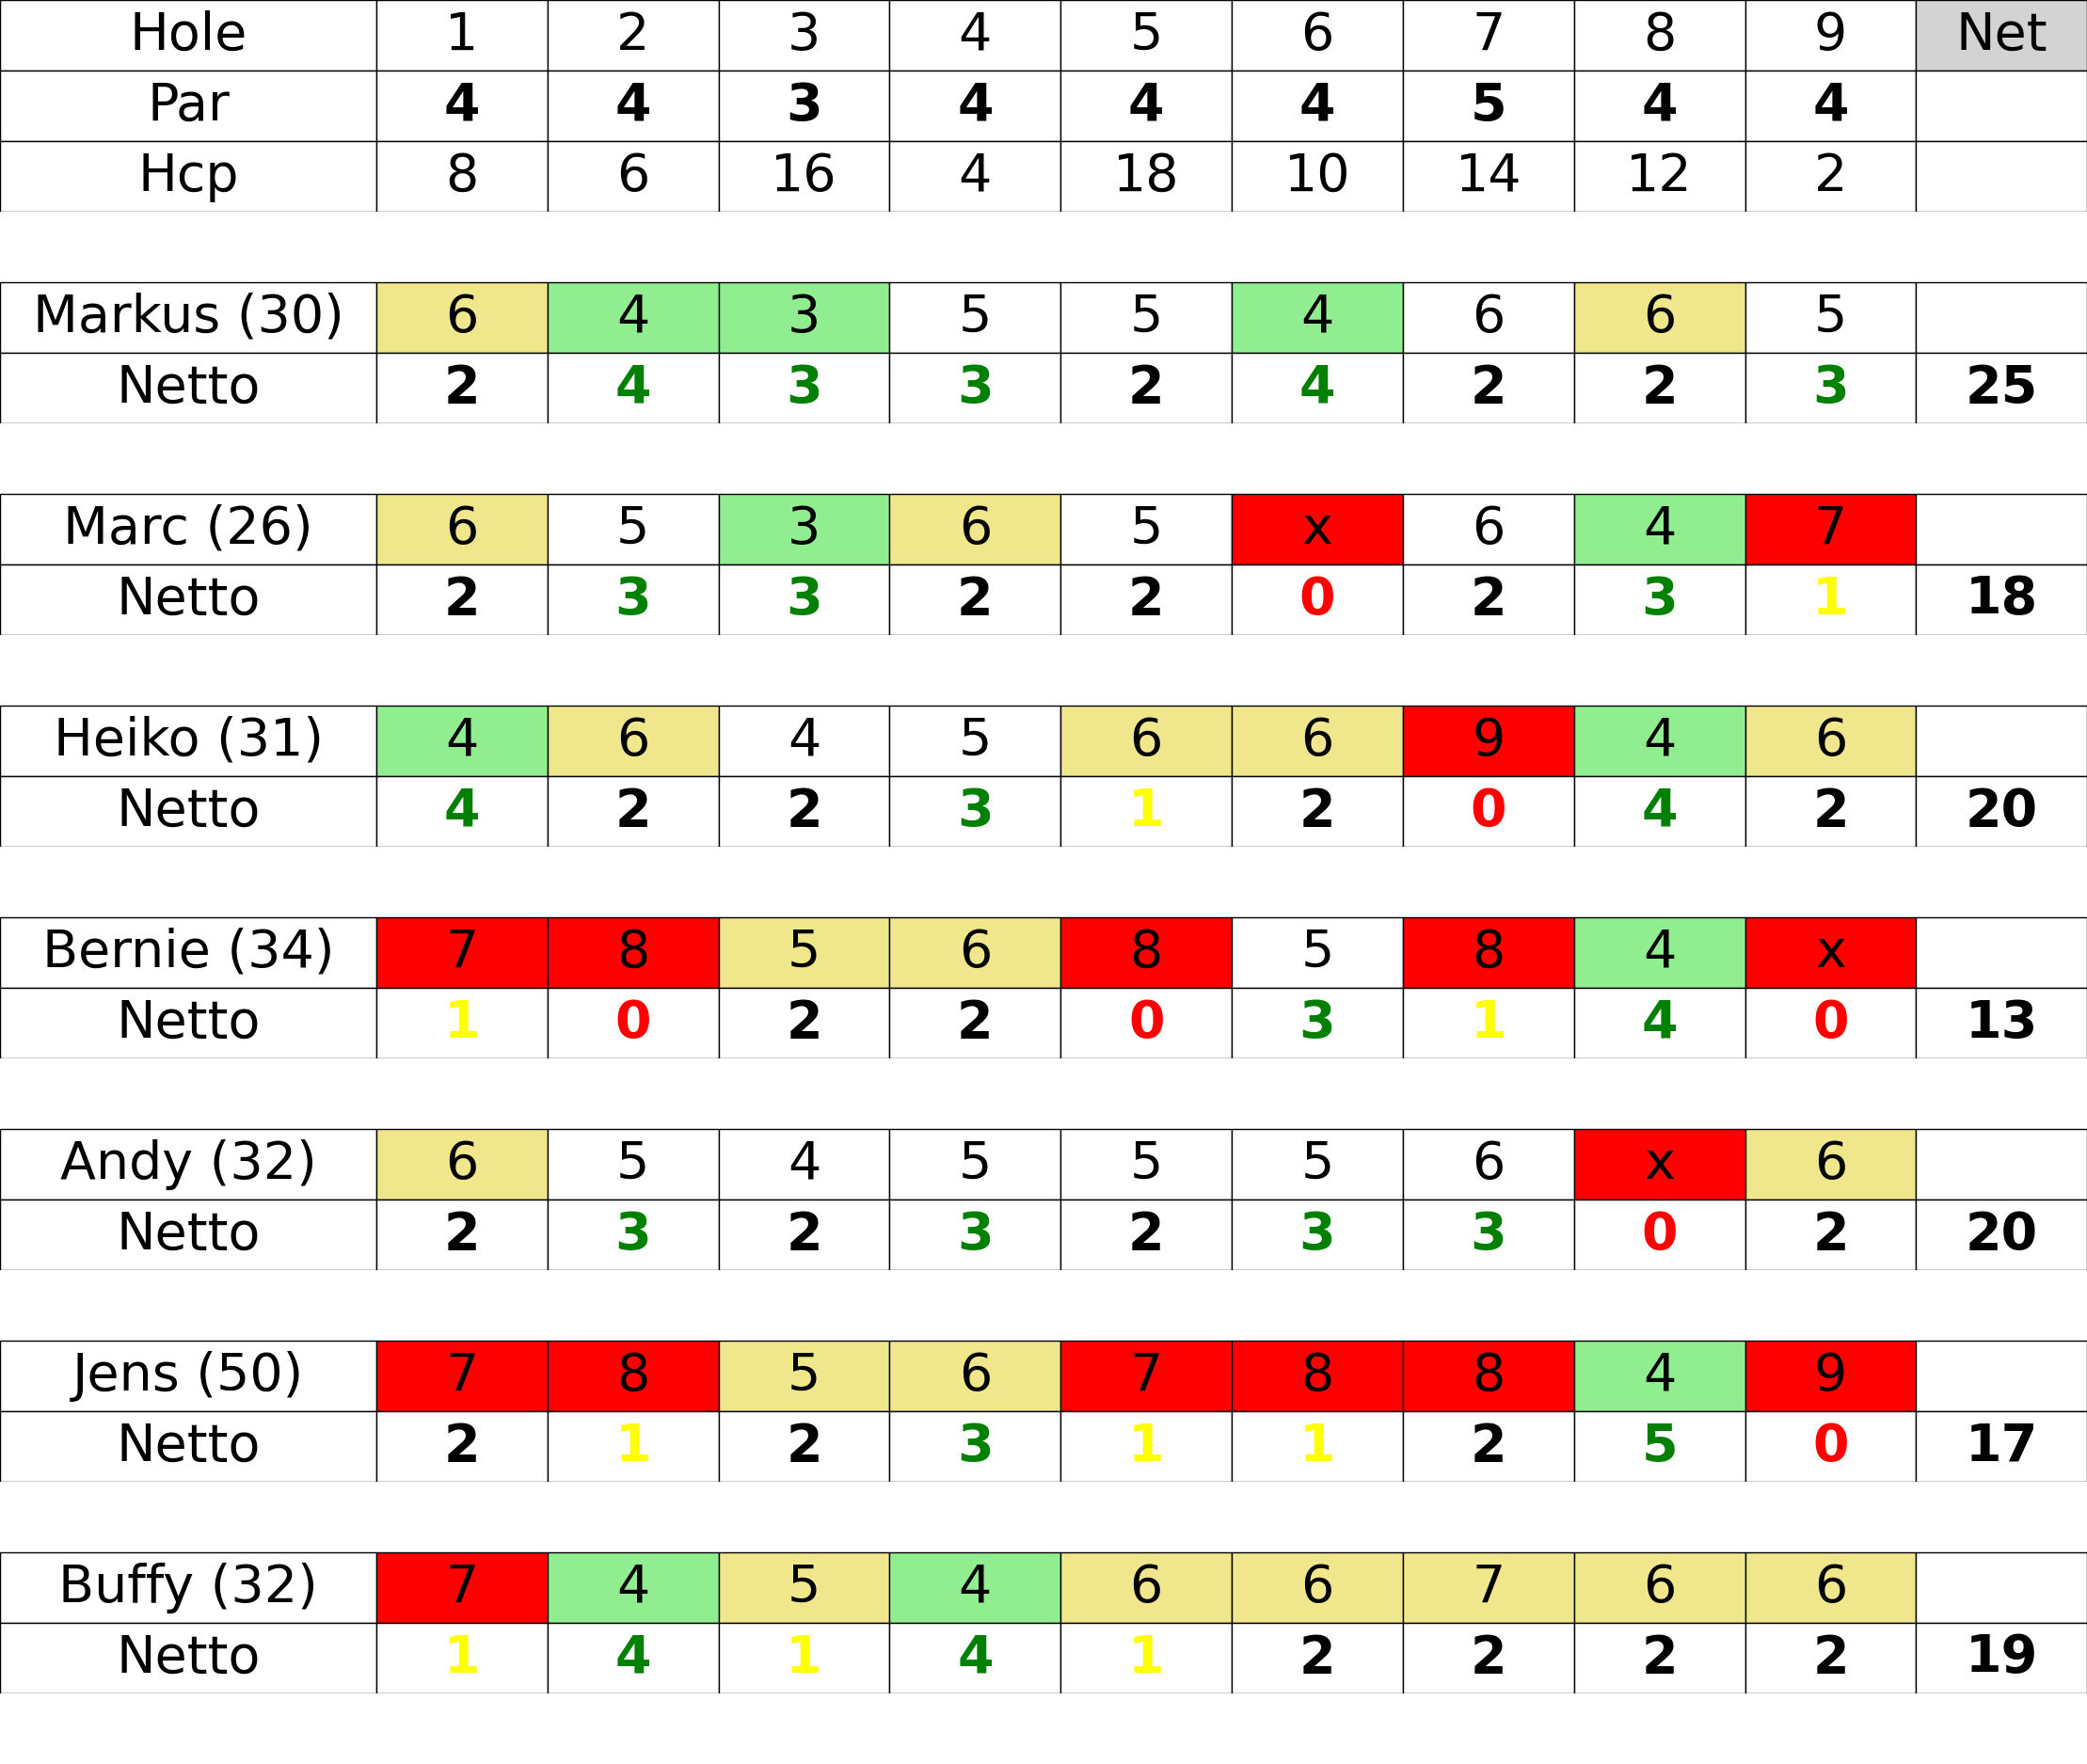 Hole 1 2 3 4 5 6 7 8 9 Net
Par 4 4 3 4 4 4 5 4 4
Hcp 8 6 16 4 18 10 14 12 2
Markus (30) 6 4 3 5 5 4 6 6 5
Netto 2 4 3 3 2 4 2 2 3 25
Marc (26) 6 5 3 6 5 x 6 4 7
Netto 2 3 3 2 2 0 2 3 1 18
Heiko (31) 4 6 4 5 6 6 9 4 6
Netto 4 2 2 3 1 2 0 4 2 20
Bernie (34) 7 8 5 6 8 5 8 4 x
Netto 1 0 2 2 0 3 1 4 0 13
Andy (32) 6 5 4 5 5 5 6 x 6
Netto 2 3 2 3 2 3 3 0 2 20
Jens (50) 7 8 5 6 7 8 8 4 9
Netto 2 1 2 3 1 1 2 5 0 17
Buffy (32) 7 4 5 4 6 6 7 6 6
Netto 1 4 1 4 1 2 2 2 2 19